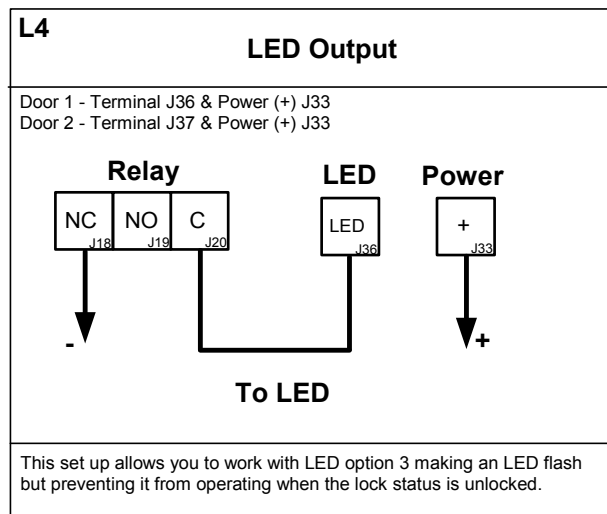 L4
LED Output
Door 1 - Terminal J36 & Power (+) J33
Door 2 - Terminal J37 & Power (+) J33
Relay LED Power
NC NO C LED +
J18 J19 J20 J36 J33
- +
To LED
This set up allows you to work with LED option 3 making an LED flash
but preventing it from operating when the lock status is unlocked.